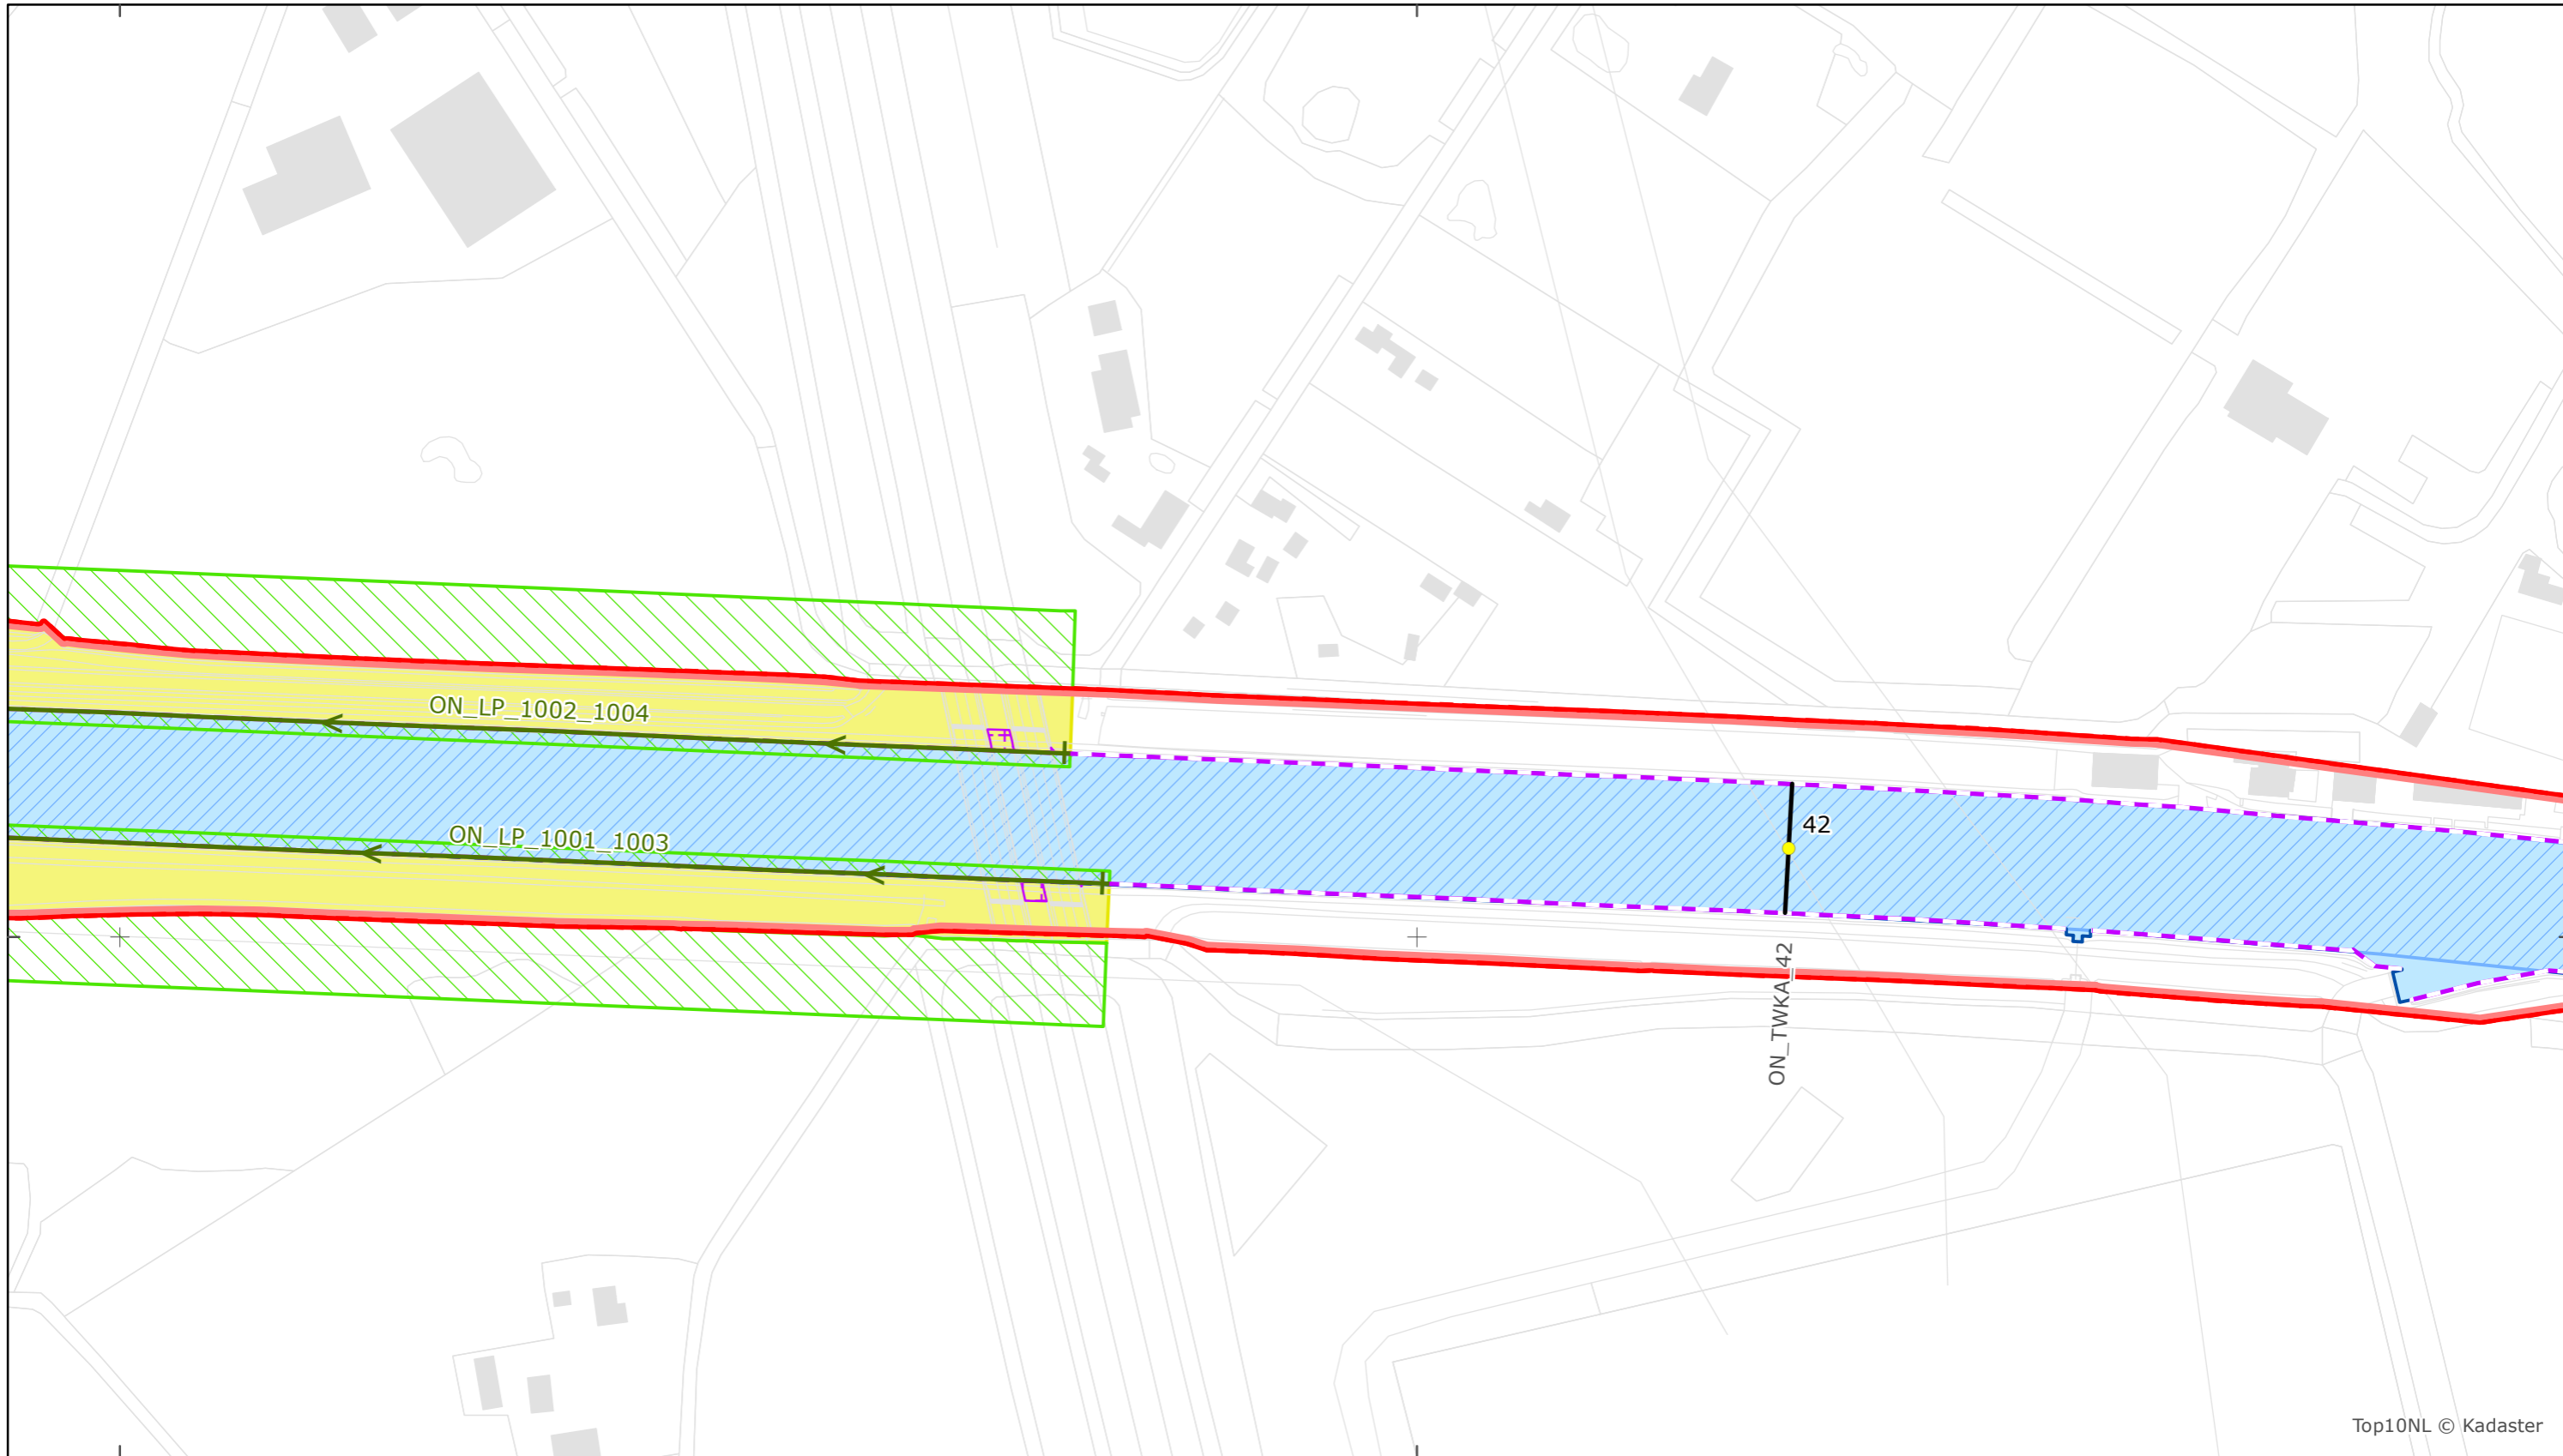 ON_LP_1002_1004
42
ON_LP_1001_1003
ON_TWKA_42
Top10NL © Kadaster